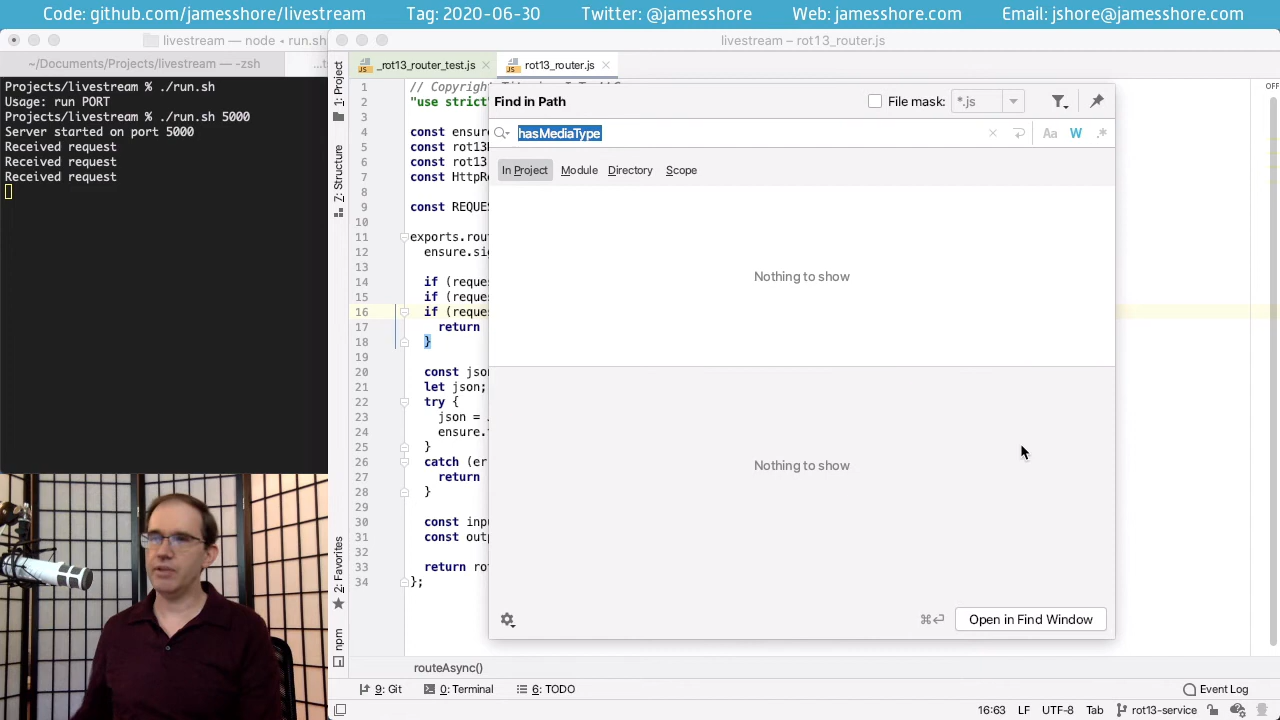 Code: github.com/jamesshore/livestream Tag: 2020-06-30 Twitter: @jamesshore Web: jamesshore.com Email: jshore@jamesshore.com
livestream — node ◂ run.sh
livestream – rot13_router.js
~/Documents/Projects/livestream — -zsh
...ts
Projects/livestream % ./run.sh
Usage: run PORT
Projects/livestream % ./run.sh 5000
Server started on port 5000
Received request
Received request
Received request
1: Project
7: Structure
2: Favorites
npm
_rot13_router_test.js
rot13_router.js
OFF
1 // Copyright
2 "use strict"
3
4 const ensure
5 const rot13
6 const rot13
7 const HttpRe
8
9 const REQUES
10
11 exports.rout
12 ensure.si
13
14 if (reque
15 if (reque
16 if (reque
17 return
18 }
19
20 const jso
21 let json;
22 try {
23 json =
24 ensure.
25 }
26 catch (er
27 return
28 }
29
30 const inpu
31 const outp
32
33 return ro
34 };
Find in Path
File mask: *.js
hasMediaType
Aa W .*
In Project Module Directory Scope
Nothing to show
Nothing to show
⌘⏎ Open in Find Window
routeAsync()
9: Git 0: Terminal 6: TODO Event Log
16:63 LF UTF-8 Tab rot13-service